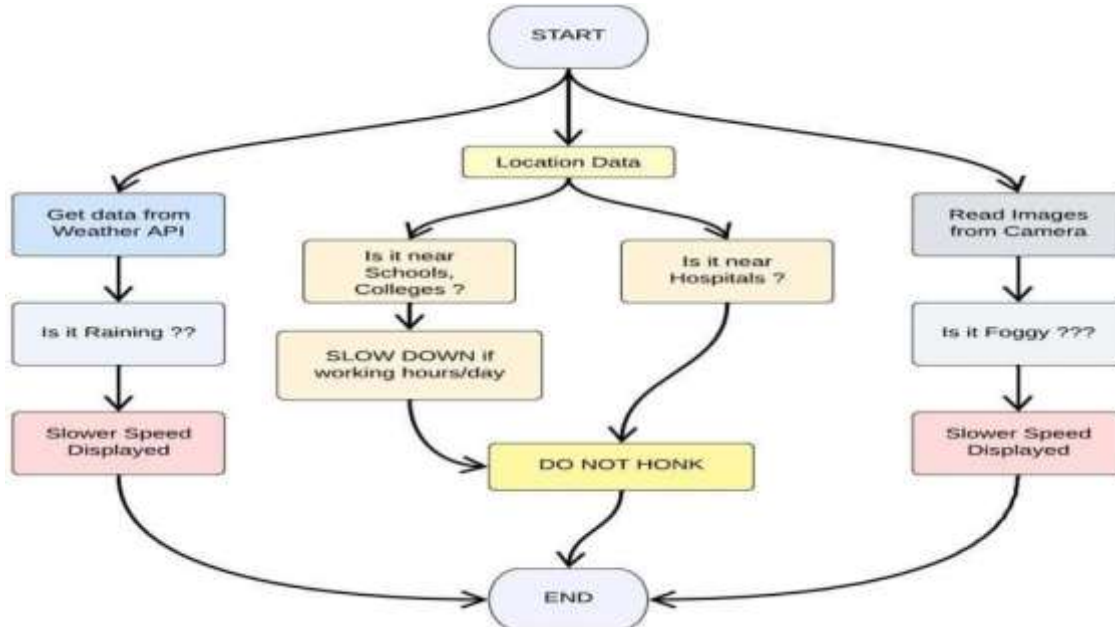 START
Location Data
Get data from
Weather API
Read Images
from Camera
Is it near
Schools,
Colleges ?
Is it near
Hospitals ?
Is it Raining ??
Is it Foggy ???
SLOW DOWN if
working hours/day
Slower Speed
Displayed
Slower Speed
Displayed
DO NOT HONK
END